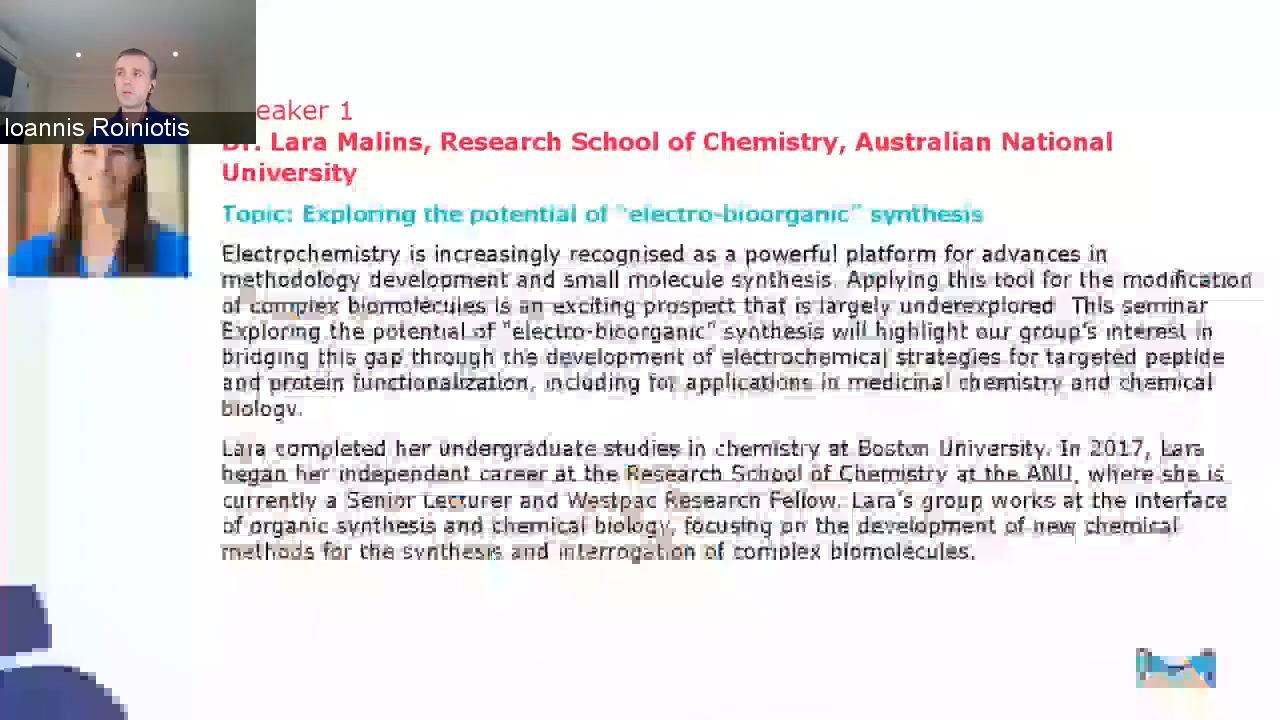 Ioannis Roiniotis
eaker 1
Dr. Lara Malins, Research School of Chemistry, Australian National
University
Topic: Exploring the potential of "electro-bioorganic" synthesis
Electrochemistry is increasingly recognised as a powerful platform for advances in
methodology development and small molecule synthesis. Applying this tool for the modification
of complex biomolecules is an exciting prospect that is largely underexplored. This seminar
Exploring the potential of "electro-bioorganic" synthesis will highlight our group's interest in
bridging this gap through the development of electrochemical strategies for targeted peptide
and protein functionalization, including for applications in medicinal chemistry and chemical
biology.
Lara completed her undergraduate studies in chemistry at Boston University. In 2017, Lara
began her independent career at the Research School of Chemistry at the ANU, where she is
currently a Senior Lecturer and Westpac Research Fellow. Lara's group works at the interface
of organic synthesis and chemical biology, focusing on the development of new chemical
methods for the synthesis and interrogation of complex biomolecules.